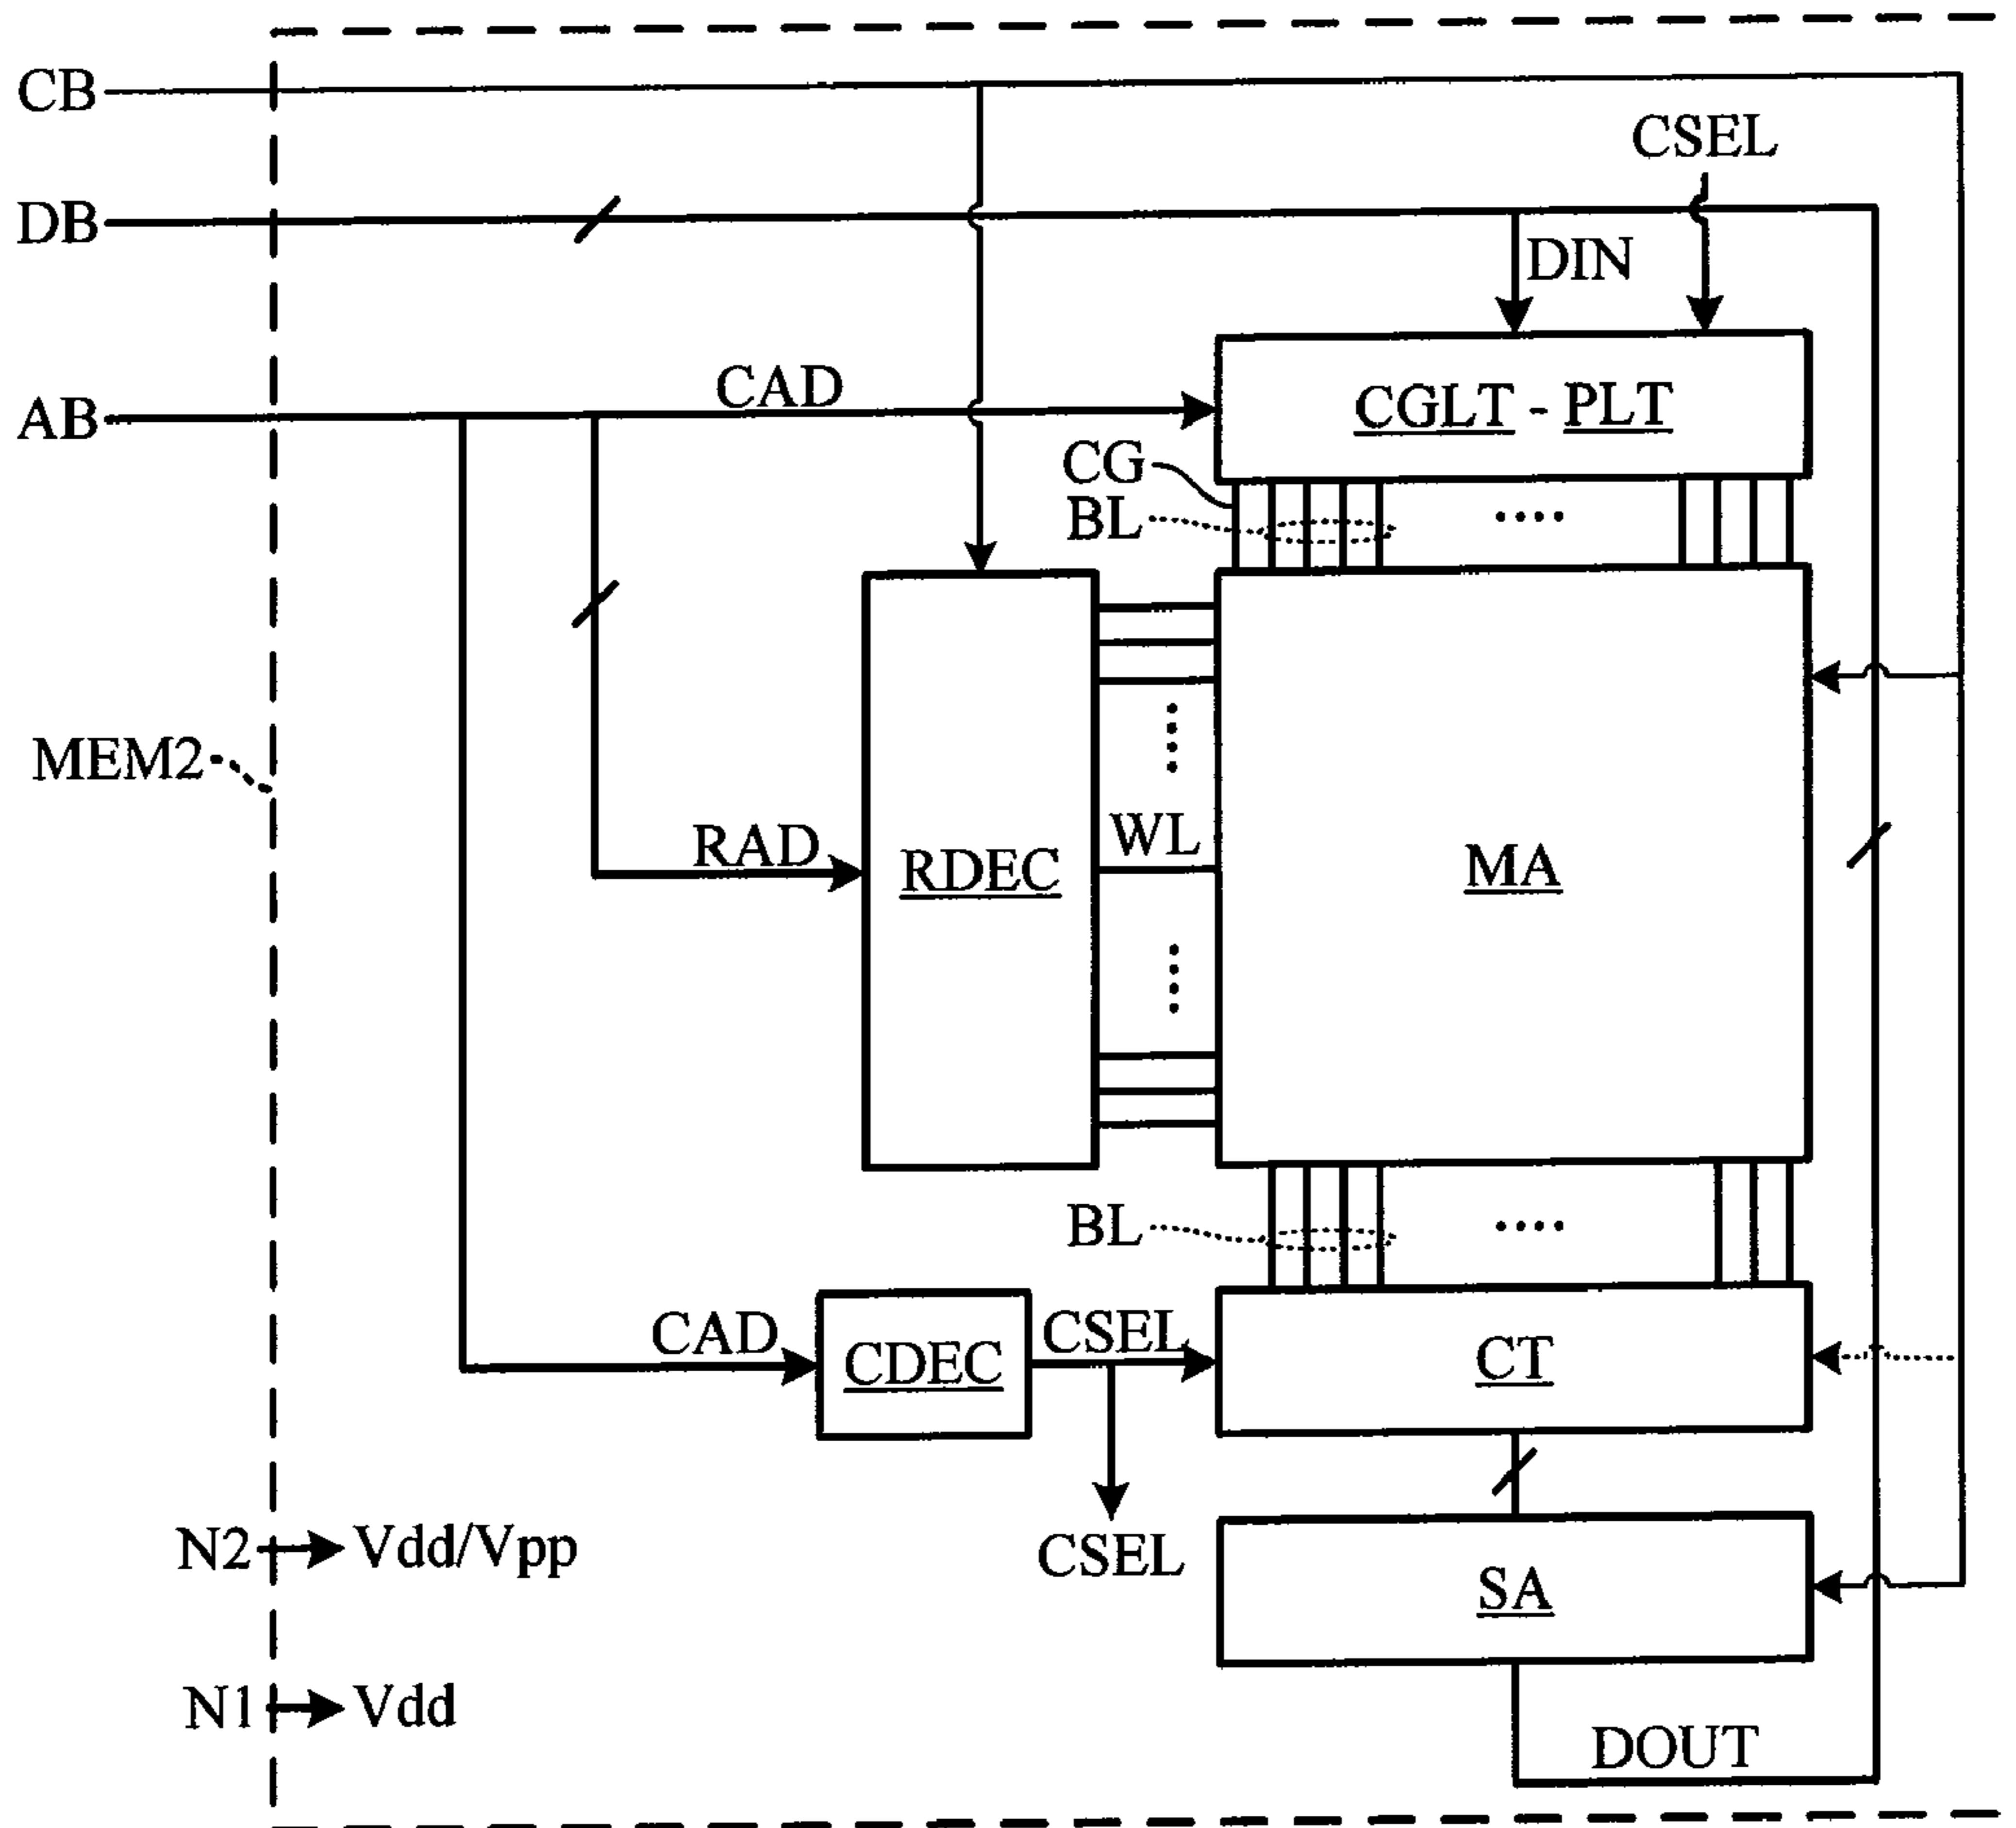 CB
CSEL
DB
DIN
CAD
AB
CGLT - PLT
CG
BL
MEM2
WL
RAD
RDEC
MA
BL
CAD
CSEL
CDEC
CT
N2 Vdd/Vpp
CSEL
SA
N1 Vdd
DOUT